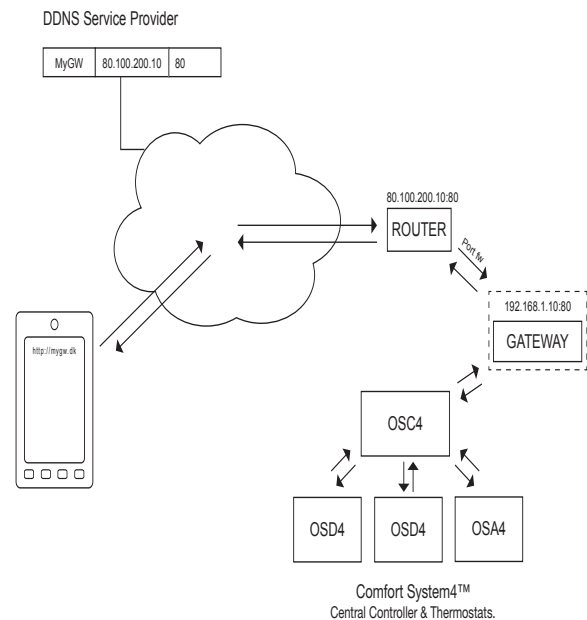 DDNS Service Provider
MyGW 80.100.200.10 80
80.100.200.10:80
ROUTER
Port fw
192.168.1.10:80
GATEWAY
http://mygw.dk
OSC4
OSD4 OSD4 OSA4
Comfort System4™
Central Controller & Thermostats.